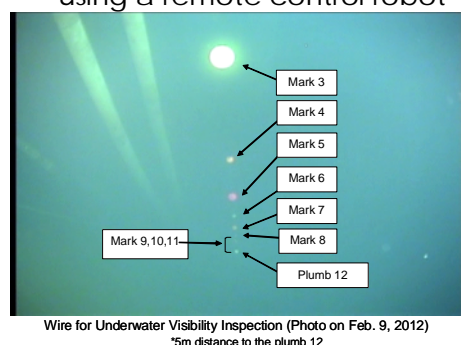 using a remote control robot
Mark 3
Mark 4
Mark 5
Mark 6
Mark 7
Mark 9,10,11
Mark 8
Plumb 12
Wire for Underwater Visibility Inspection (Photo on Feb. 9, 2012)
*5m distance to the plumb 12